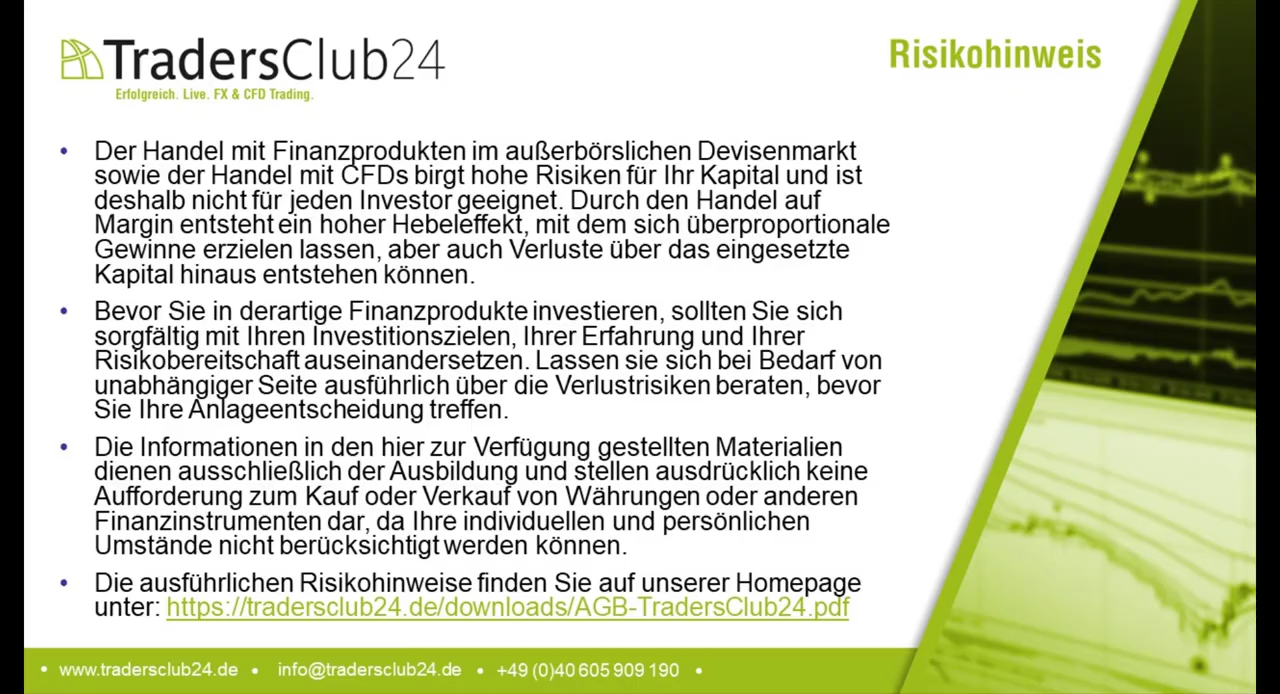 TradersClub24
Erfolgreich. Live. FX & CFD Trading.
Risikohinweis
• Der Handel mit Finanzprodukten im außerbörslichen Devisenmarkt
sowie der Handel mit CFDs birgt hohe Risiken für Ihr Kapital und ist
deshalb nicht für jeden Investor geeignet. Durch den Handel auf
Margin entsteht ein hoher Hebeleffekt, mit dem sich überproportionale
Gewinne erzielen lassen, aber auch Verluste über das eingesetzte
Kapital hinaus entstehen können.
• Bevor Sie in derartige Finanzprodukte investieren, sollten Sie sich
sorgfältig mit Ihren Investitionszielen, Ihrer Erfahrung und Ihrer
Risikobereitschaft auseinandersetzen. Lassen sie sich bei Bedarf von
unabhängiger Seite ausführlich über die Verlustrisiken beraten, bevor
Sie Ihre Anlageentscheidung treffen.
• Die Informationen in den hier zur Verfügung gestellten Materialien
dienen ausschließlich der Ausbildung und stellen ausdrücklich keine
Aufforderung zum Kauf oder Verkauf von Währungen oder anderen
Finanzinstrumenten dar, da Ihre individuellen und persönlichen
Umstände nicht berücksichtigt werden können.
• Die ausführlichen Risikohinweise finden Sie auf unserer Homepage
unter: https://tradersclub24.de/downloads/AGB-TradersClub24.pdf
• www.tradersclub24.de • info@tradersclub24.de • +49 (0)40 605 909 190 •